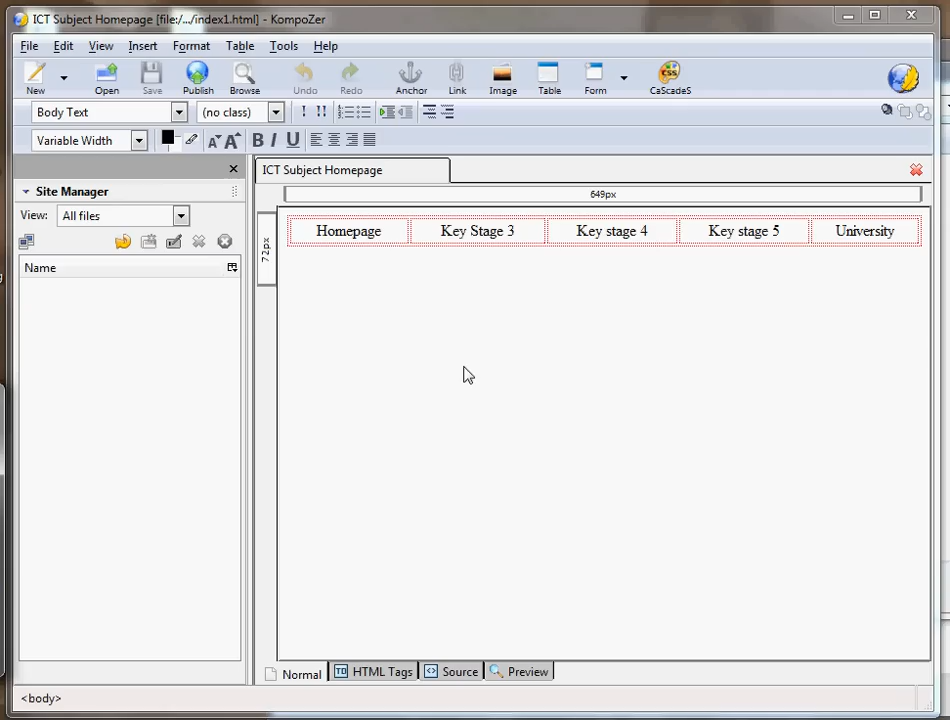 ICT Subject Homepage [file:/.../index1.html] - KompoZer
File Edit View Insert Format Table Tools Help
New Open Save Publish Browse Undo Redo Anchor Link Image Table Form CaScadeS
Body Text (no class)
Variable Width A A B I U
ICT Subject Homepage
Site Manager
649px
View: All files
Homepage Key Stage 3 Key stage 4 Key stage 5 University
72px
Name
Normal TD HTML Tags Source Preview
<body>